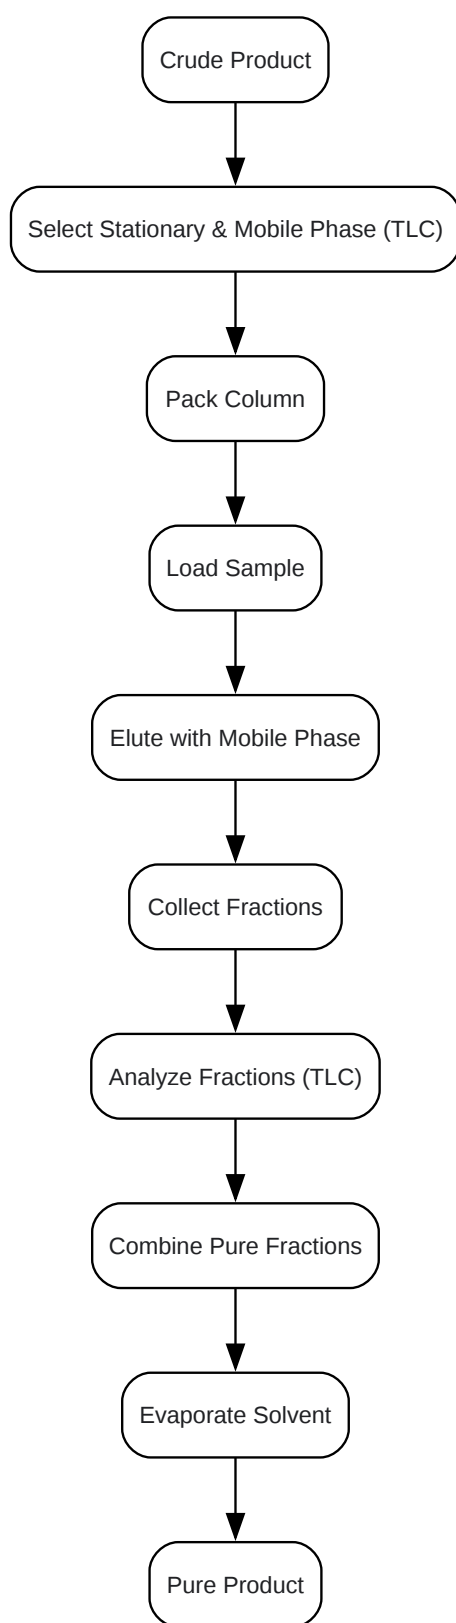 Crude Product
Select Stationary & Mobile Phase (TLC)
Pack Column
Load Sample
Elute with Mobile Phase
Collect Fractions
Analyze Fractions (TLC)
Combine Pure Fractions
Evaporate Solvent
Pure Product